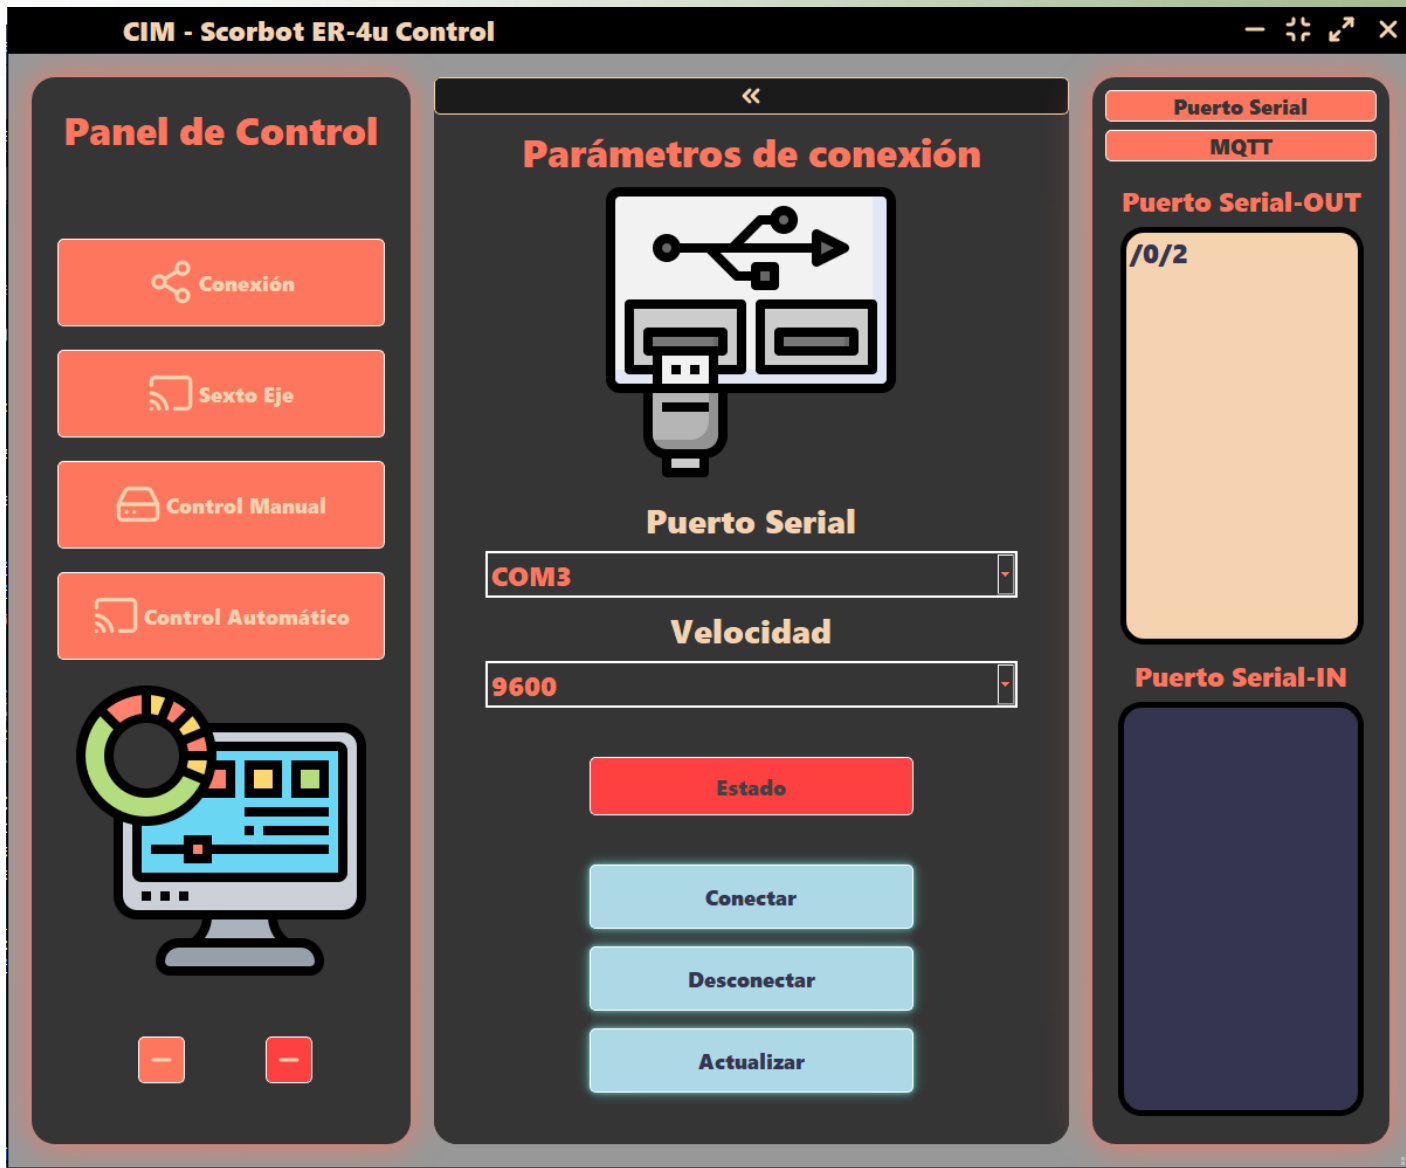 CIM - Scorbot ER-4u Control
Panel de Control
Conexión
Sexto Eje
Control Manual
Control Automático
Parámetros de conexión
Puerto Serial
COM3
Velocidad
9600
Estado
Conectar
Desconectar
Actualizar
Puerto Serial
MQTT
Puerto Serial-OUT
/0/2
Puerto Serial-IN